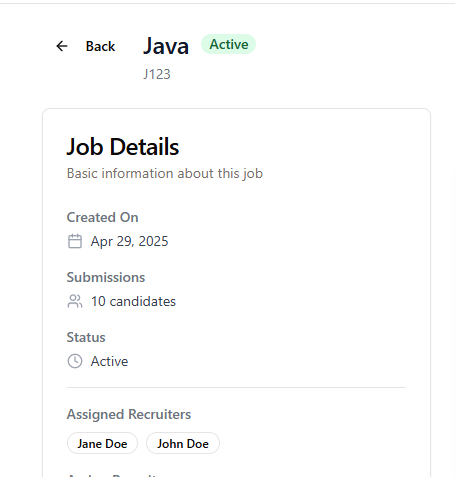 Back
Java
Active
J123
Job Details
Basic information about this job
Created On
Apr 29, 2025
Submissions
10 candidates
Status
Active
Assigned Recruiters
Jane Doe
John Doe